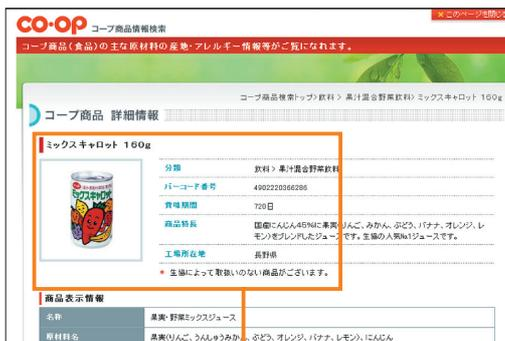 CO·OP コープ商品情報検索
× このページを閉じる
コープ商品(食品)の主な原材料の産地・アレルギー情報等がご覧になれます。
コープ商品検索トップ> 飲料 > 果汁混合野菜飲料> ミックスキャロット 160g
コープ商品 詳細情報
ミックスキャロット 160g
ミックスキャロット
分類 飲料 > 果汁混合野菜飲料
バーコード番号 4902220366286
賞味期間 720日
商品特長 国産にんじん45%に果実(りんご、みかん、ぶどう、バナナ、オレンジ、レ
モン)をブレンドしたジュースです。生協の人気No1ジュースです。
工場所在地 長野県
* 生協によって取扱いのない商品がございます。
商品表示情報
名称 果実・野菜ミックスジュース
原材料名 果実(りんご、うんしゅうみかん、ぶどう、オレンジ、バナナ、レモン)、にんじん